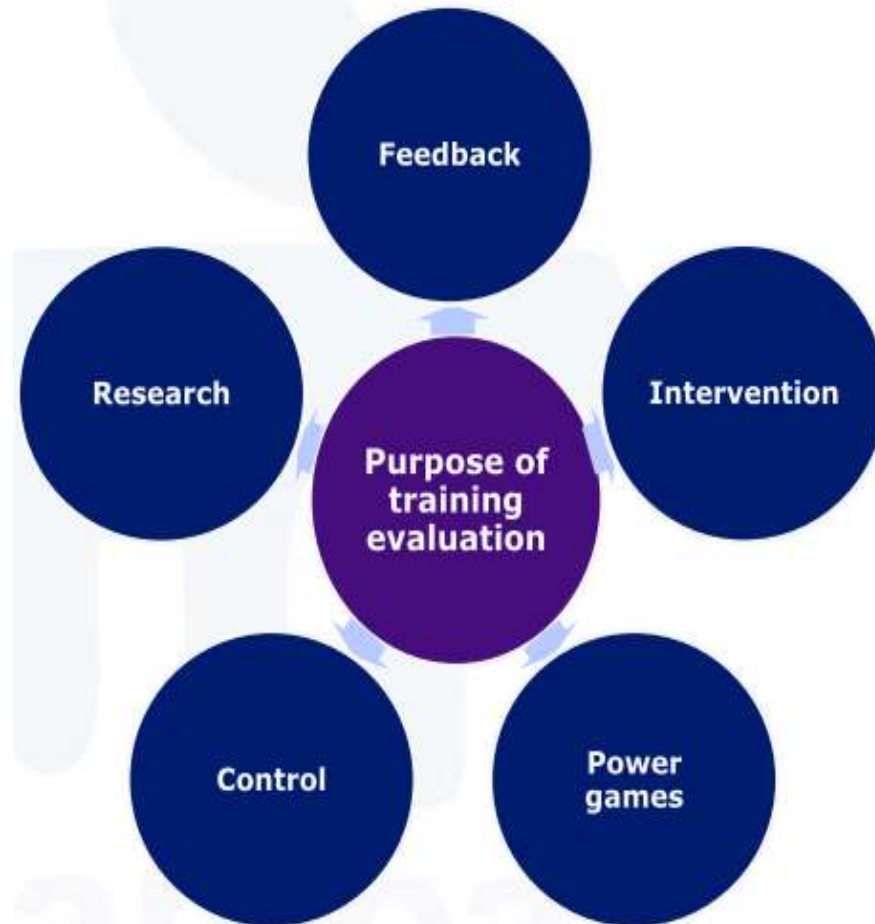 Feedback
Research
Intervention
Purpose of
training
evaluation
Control
Power
games